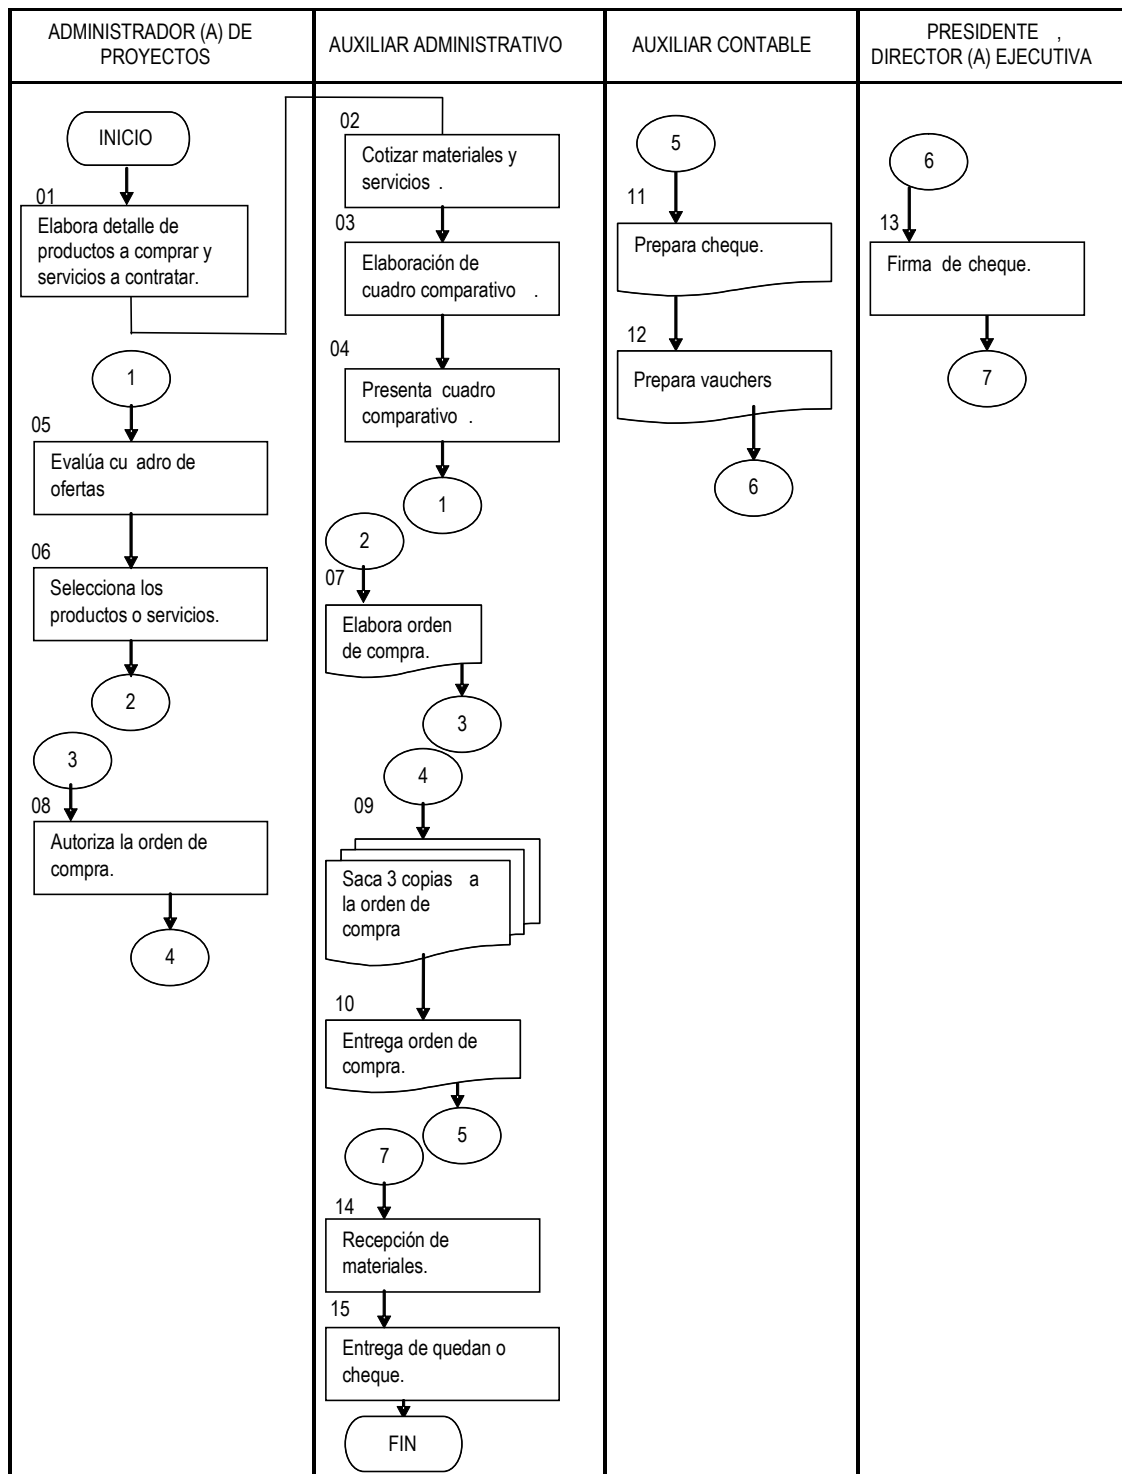 ADMINISTRADOR (A) DE
PROYECTOS
AUXILIAR ADMINISTRATIVO
AUXILIAR CONTABLE
PRESIDENTE ,
DIRECTOR (A) EJECUTIVA
INICIO
01
Elabora detalle de
productos a comprar y
servicios a contratar.
1
05
Evalúa cu adro de
ofertas
06
Selecciona los
productos o servicios.
2
3
08
Autoriza la orden de
compra.
4
02
Cotizar materiales y
servicios .
03
Elaboración de
cuadro comparativo .
04
Presenta cuadro
comparativo .
1
2
07
Elabora orden
de compra.
3
4
09
Saca 3 copias a
la orden de
compra
10
Entrega orden de
compra.
5
7
14
Recepción de
materiales.
15
Entrega de quedan o
cheque.
FIN
5
11
Prepara cheque.
12
Prepara vauchers
6
6
13
Firma de cheque.
7